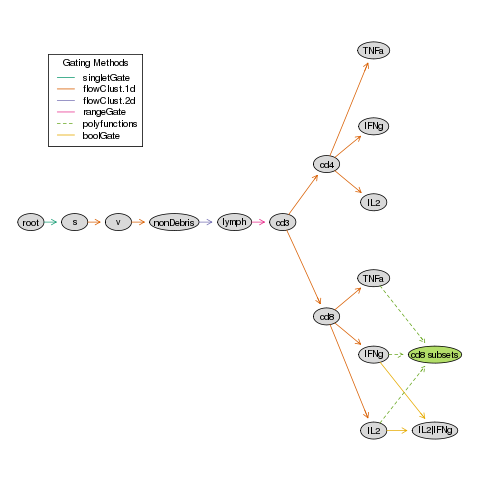 TNFa
Gating Methods
singletGate
flowClust.1d
flowClust.2d
rangeGate
polyfunctions
boolGate
IFNg
cd4
IL2
root
s
v
nonDebris
lymph
cd3
TNFa
cd8
IFNg
cd8 subsets
IL2
IL2|IFNg